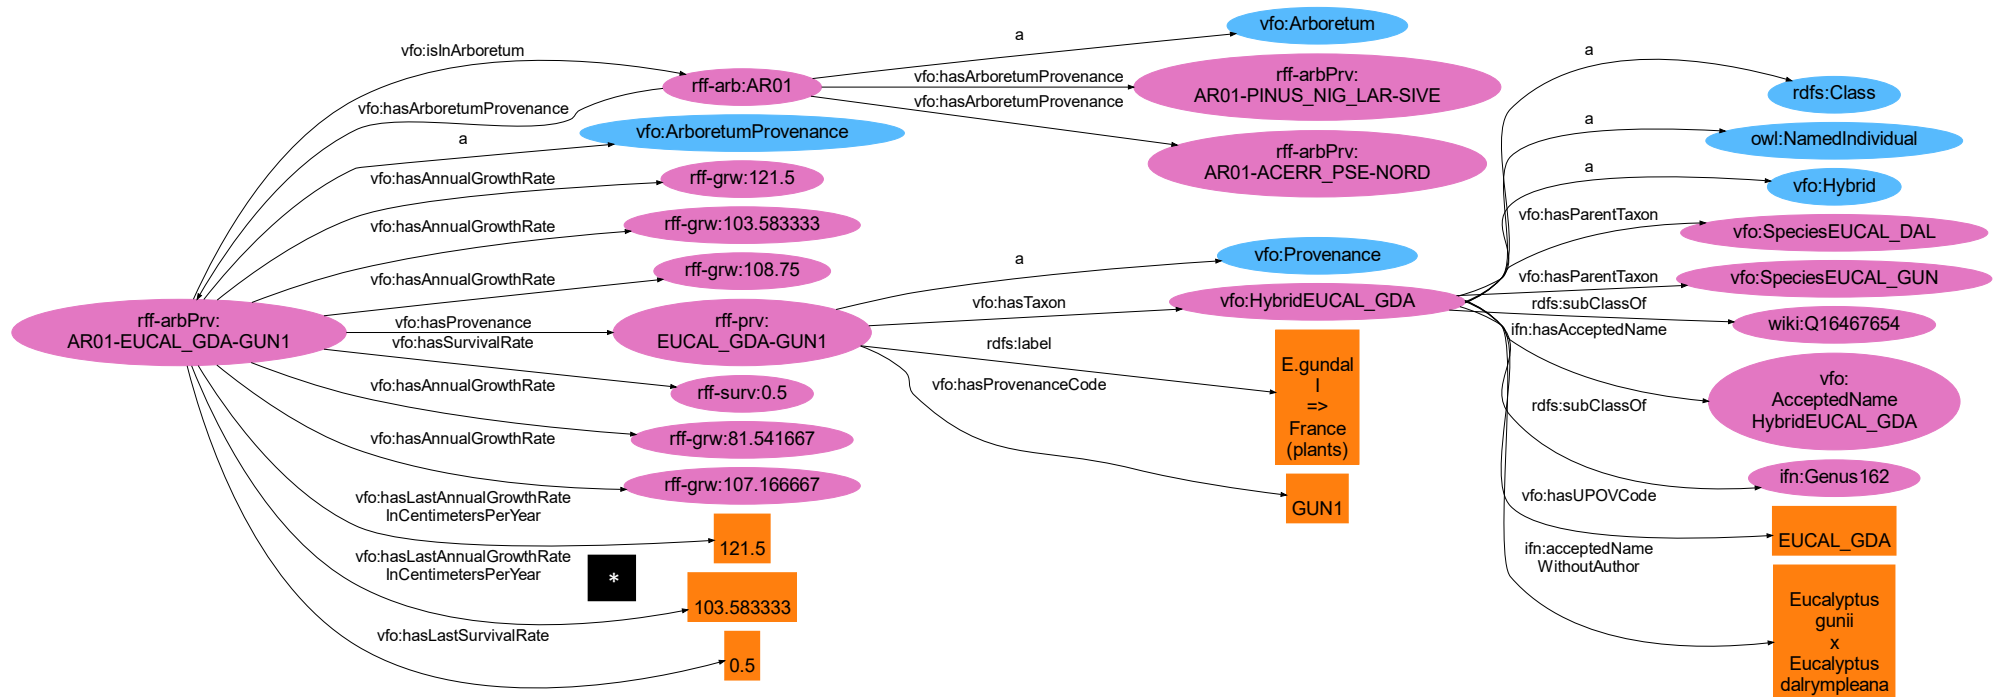 rff-arbPrv:
AR01-EUCAL_GDA-GUN1
vfo:isInArboretum
vfo:hasArboretumProvenance
a
vfo:hasAnnualGrowthRate
vfo:hasAnnualGrowthRate
vfo:hasAnnualGrowthRate
vfo:hasProvenance
vfo:hasSurvivalRate
vfo:hasAnnualGrowthRate
vfo:hasAnnualGrowthRate
vfo:hasLastAnnualGrowthRate
InCentimetersPerYear
vfo:hasLastAnnualGrowthRate
InCentimetersPerYear
*
vfo:hasLastSurvivalRate
rff-arb:AR01
vfo:ArboretumProvenance
rff-grw:121.5
rff-grw:103.583333
rff-grw:108.75
rff-prv:
EUCAL_GDA-GUN1
rff-surv:0.5
rff-grw:81.541667
rff-grw:107.166667
121.5
103.583333
0.5
a
vfo:hasArboretumProvenance
vfo:hasArboretumProvenance
vfo:Arboretum
rff-arbPrv:
AR01-PINUS_NIG_LAR-SIVE
rff-arbPrv:
AR01-ACERR_PSE-NORD
a
vfo:hasTaxon
rdfs:label
vfo:hasProvenanceCode
vfo:Provenance
vfo:HybridEUCAL_GDA
E.gundal
I
=>
France
(plants)
GUN1
a
a
a
vfo:hasParentTaxon
vfo:hasParentTaxon
rdfs:subClassOf
ifn:hasAcceptedName
rdfs:subClassOf
vfo:hasUPOVCode
ifn:acceptedName
WithoutAuthor
rdfs:Class
owl:NamedIndividual
vfo:Hybrid
vfo:SpeciesEUCAL_DAL
vfo:SpeciesEUCAL_GUN
wiki:Q16467654
vfo:
AcceptedName
HybridEUCAL_GDA
ifn:Genus162
EUCAL_GDA
Eucalyptus
gunii
x
Eucalyptus
dalrympleana